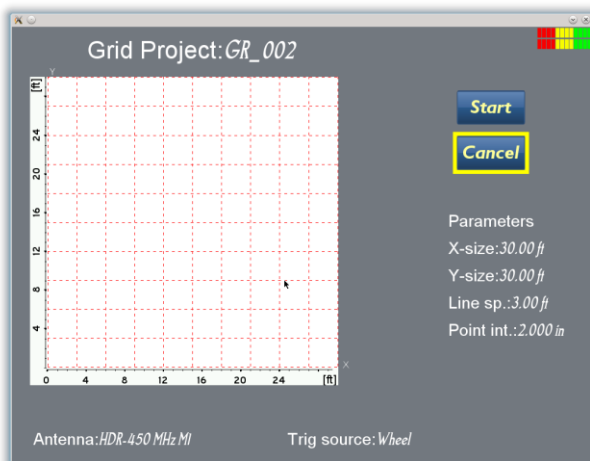 Grid Project:GR_002
Y
[ft]
24
20
16
12
8
4
0 4 8 12 16 20 24 [ft]
X
Start
Cancel
Parameters
X-size:30.00 ft
Y-size:30.00 ft
Line sp.:3.00 ft
Point int.:2.000 in
Antenna:HDR-450 MHz M1
Trig source:Wheel